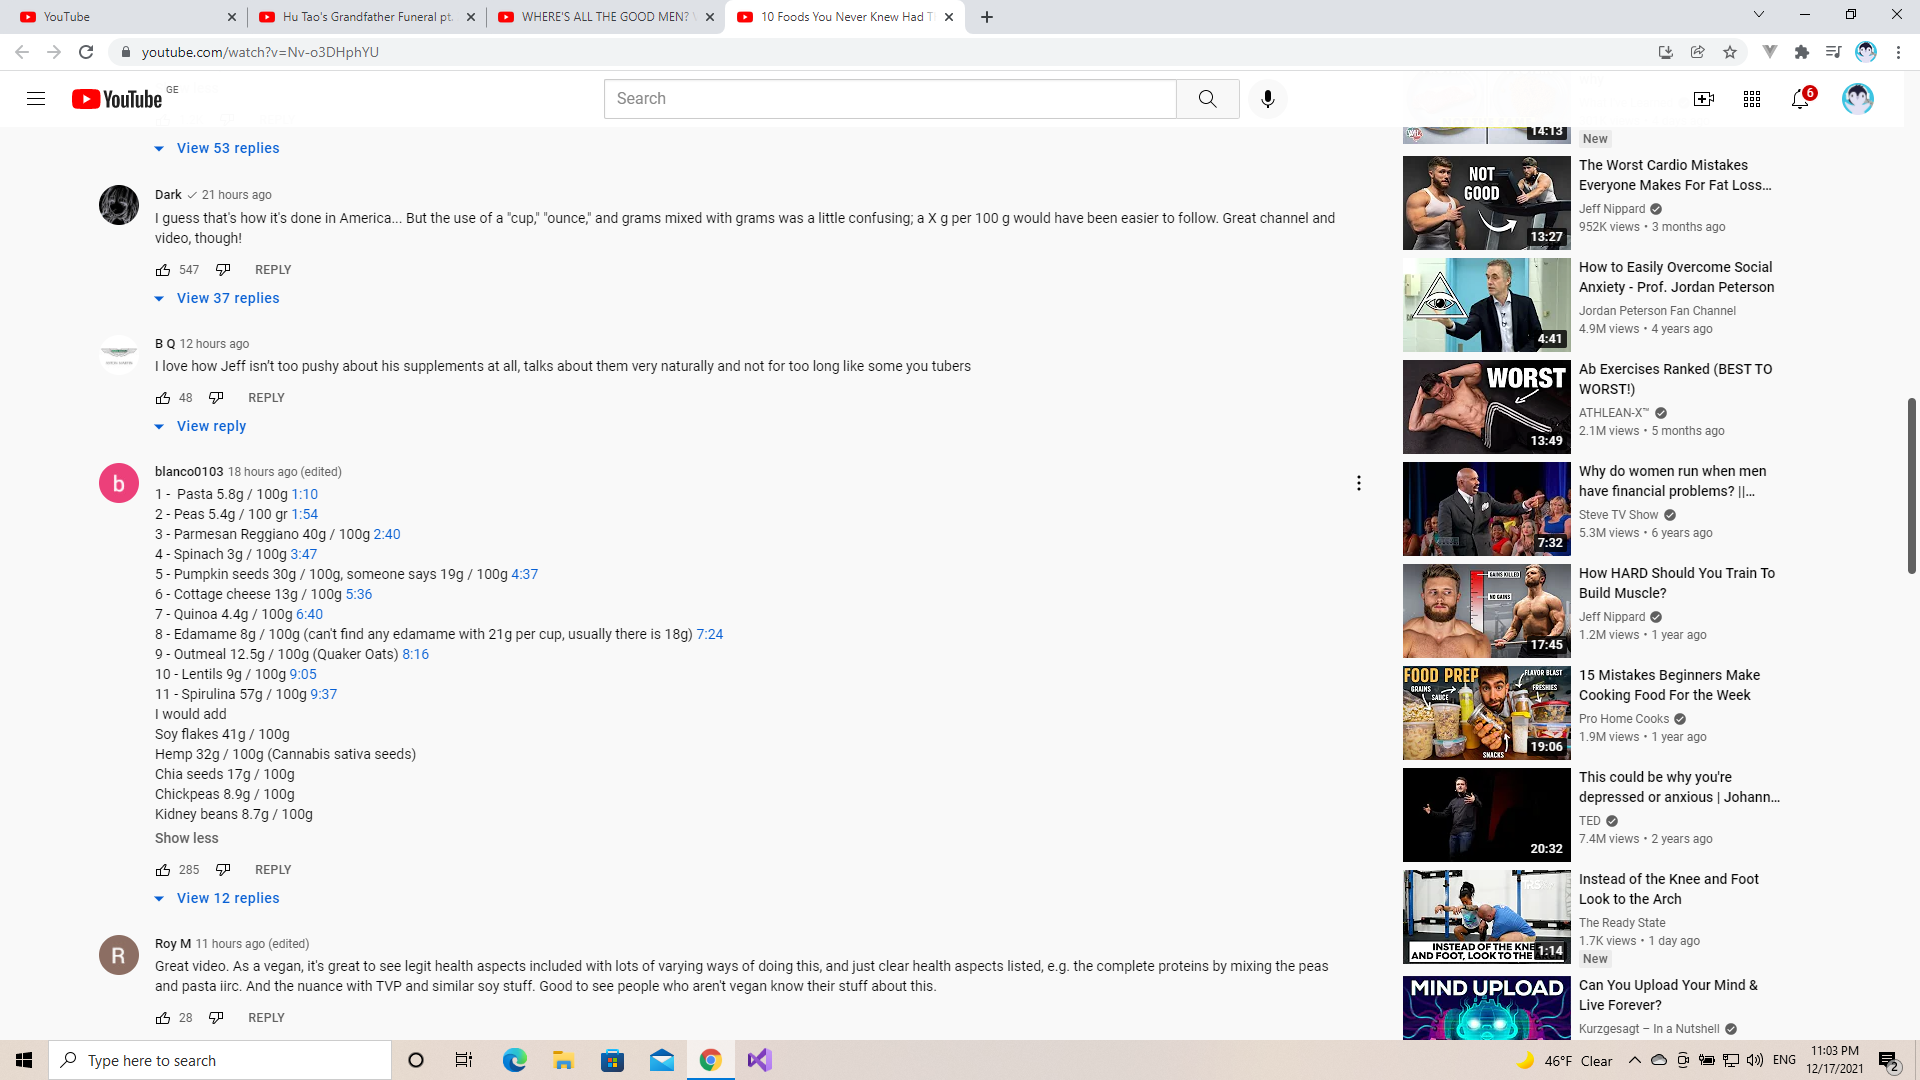 YouTube
Hu Tao's Grandfather Funeral pt.
WHERE'S ALL THE GOOD MEN?
10 Foods You Never Knew Had T
youtube.com/watch?v=Nv-o3DHphYU
YouTube GE
Search
6
View 53 replies
Dark 21 hours ago
I guess that's how it's done in America... But the use of a "cup," "ounce," and grams mixed with grams was a little confusing; a X g per 100 g would have been easier to follow. Great channel and
video, though!
547 REPLY
View 37 replies
B Q 12 hours ago
I love how Jeff isn't too pushy about his supplements at all, talks about them very naturally and not for too long like some you tubers
48 REPLY
View reply
b
blanco0103 18 hours ago (edited)
1 - Pasta 5.8g / 100g 1:10
2 - Peas 5.4g / 100 gr 1:54
3 - Parmesan Reggiano 40g / 100g 2:40
4 - Spinach 3g / 100g 3:47
5 - Pumpkin seeds 30g / 100g, someone says 19g / 100g 4:37
6 - Cottage cheese 13g / 100g 5:36
7 - Quinoa 4.4g / 100g 6:40
8 - Edamame 8g / 100g (can't find any edamame with 21g per cup, usually there is 18g) 7:24
9 - Outmeal 12.5g / 100g (Quaker Oats) 8:16
10 - Lentils 9g / 100g 9:05
11 - Spirulina 57g / 100g 9:37
I would add
Soy flakes 41g / 100g
Hemp 32g / 100g (Cannabis sativa seeds)
Chia seeds 17g / 100g
Chickpeas 8.9g / 100g
Kidney beans 8.7g / 100g
Show less
285 REPLY
View 12 replies
R
Roy M 11 hours ago (edited)
Great video. As a vegan, it's great to see legit health aspects included with lots of varying ways of doing this, and just clear health aspects listed, e.g. the complete proteins by mixing the peas
and pasta iirc. And the nuance with TVP and similar soy stuff. Good to see people who aren't vegan know their stuff about this.
28 REPLY
14:13
New
NOT
GOOD
13:27
The Worst Cardio Mistakes
Everyone Makes For Fat Loss...
Jeff Nippard
952K views • 3 months ago
4:41
How to Easily Overcome Social
Anxiety - Prof. Jordan Peterson
Jordan Peterson Fan Channel
4.9M views • 4 years ago
WORST
13:49
Ab Exercises Ranked (BEST TO
WORST!)
ATHLEAN-X™
2.1M views • 5 months ago
7:32
Why do women run when men
have financial problems? ||...
Steve TV Show
5.3M views • 6 years ago
GAINS KILLED
NO GAINS
17:45
How HARD Should You Train To
Build Muscle?
Jeff Nippard
1.2M views • 1 year ago
FOOD PREP
GRAINS
SAUCE
FLAVOR BLAST
FRESHIES
SNACKS
19:06
15 Mistakes Beginners Make
Cooking Food For the Week
Pro Home Cooks
1.9M views • 1 year ago
20:32
This could be why you're
depressed or anxious | Johann...
TED
7.4M views • 2 years ago
INSTEAD OF THE KNE
AND FOOT, LOOK TO THE
1:14
Instead of the Knee and Foot
Look to the Arch
The Ready State
1.7K views • 1 day ago
New
MIND UPLOAD
Can You Upload Your Mind &
Live Forever?
Kurzgesagt – In a Nutshell
Type here to search
46°F Clear
ENG
11:03 PM
12/17/2021
2